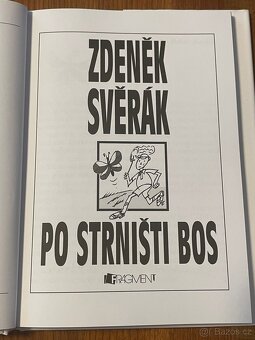 ZDENĚK
SVĚRÁK
PO STRNIŠTI BOS
FRAGMENT